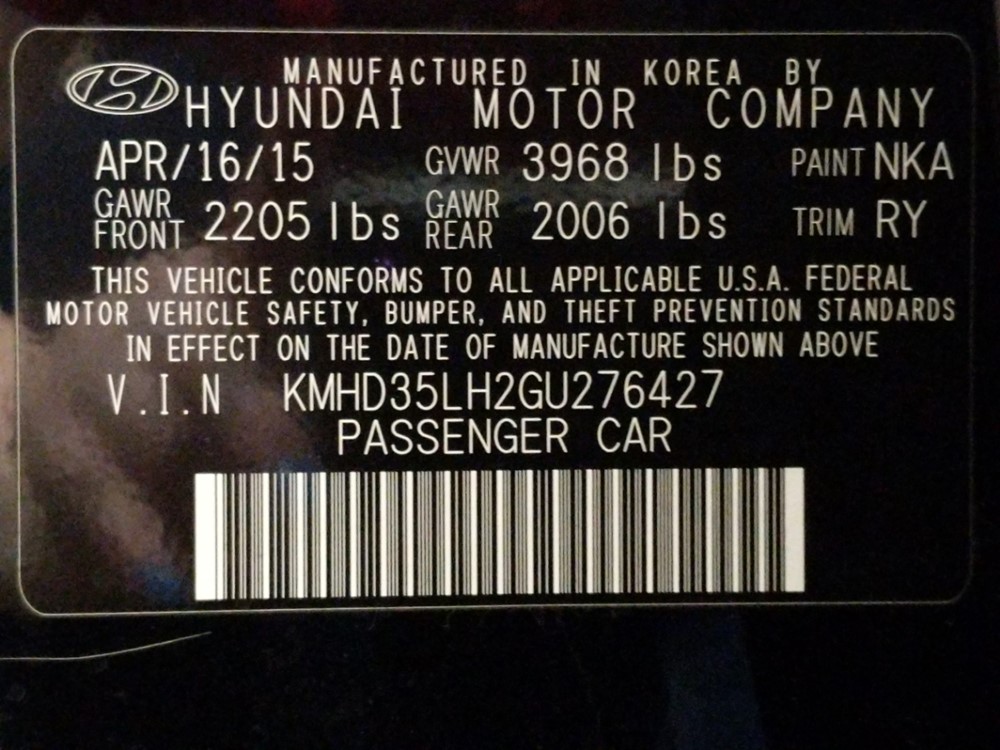 MANUFACTURED IN KOREA BY
HYUNDAI MOTOR COMPANY
APR/16/15 GVWR 3968 lbs PAINT NKA
GAWR FRONT 2205 lbs GAWR REAR 2006 lbs TRIM RY
THIS VEHICLE CONFORMS TO ALL APPLICABLE U.S.A. FEDERAL
MOTOR VEHICLE SAFETY, BUMPER, AND THEFT PREVENTION STANDARDS
IN EFFECT ON THE DATE OF MANUFACTURE SHOWN ABOVE
V.I.N KMHD35LH2GU276427
PASSENGER CAR